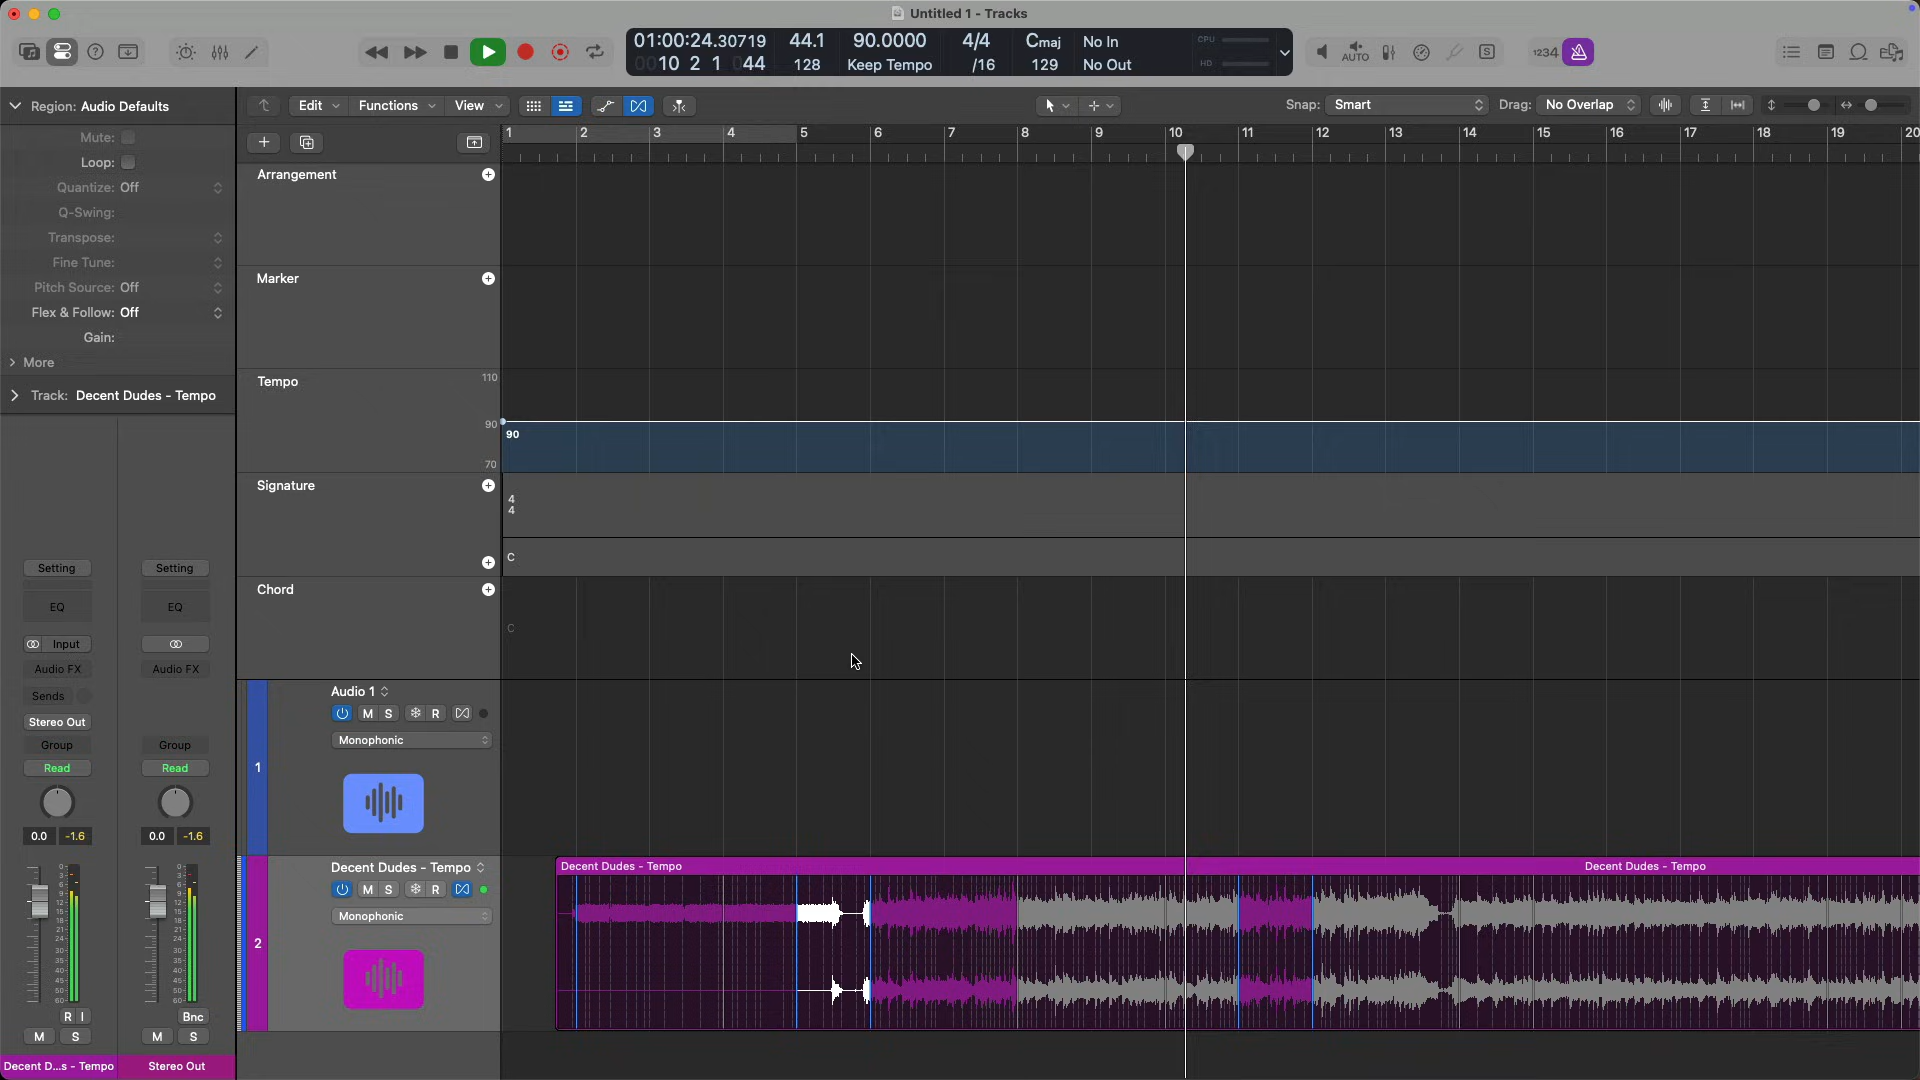 Untitled 1 - Tracks
01:00:24.30719 44.1 90.0000 4/4 Cmaj No In CPU
0010 2 1 044 128 Keep Tempo /16 129 No Out HD
AUTO
1234
Region: Audio Defaults
Edit Functions View
Snap: Smart Drag: No Overlap
Mute:
Loop:
Quantize: Off
Q-Swing:
Transpose:
Fine Tune:
Pitch Source: Off
Flex & Follow: Off
Gain:
More
Track: Decent Dudes - Tempo
1 2 3 4 5 6 7 8 9 10 11 12 13 14 15 16 17 18 19 20
Arrangement
Marker
Tempo 110
90
70
90
Signature
4
4
C
Chord
C
Setting Setting
EQ EQ
Input
Audio FX Audio FX
Sends
Stereo Out
Group Group
Read Read
0.0 -1.6 0.0 -1.6
R I Bnc
M S M S
Decent D...s - Tempo Stereo Out
1
Audio 1
M S R
Monophonic
2
Decent Dudes - Tempo
M S R
Monophonic
Decent Dudes - Tempo Decent Dudes - Tempo